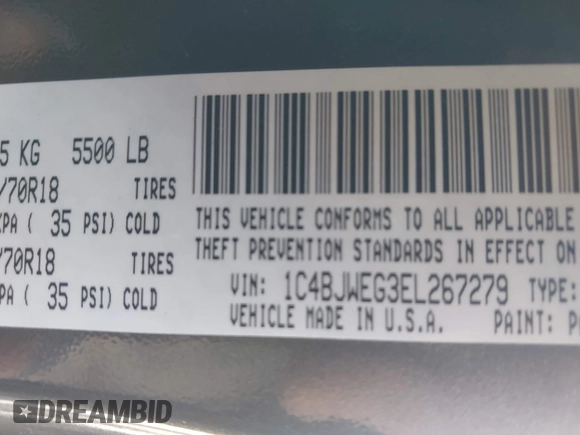 5 KG 5500 LB
/70R18 TIRES
KPA ( 35 PSI) COLD
/70R18 TIRES
PA ( 35 PSI) COLD
THIS VEHICLE CONFORMS TO ALL APPLICABLE
THEFT PREVENTION STANDARDS IN EFFECT ON
VIN: 1C4BJWEG3EL267279 TYPE:
VEHICLE MADE IN U.S.A. PAINT: P
DREAMBID